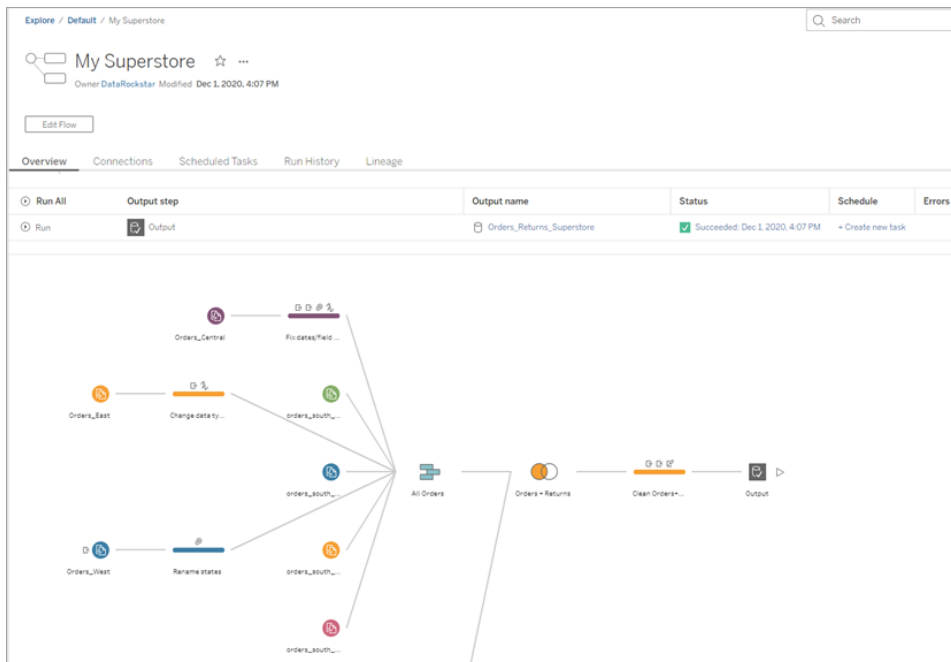 Explore / Default / My Superstore
Search
My Superstore
Owner DataRockstar Modified Dec 1, 2020, 4:07 PM
Edit Flow
Overview Connections Scheduled Tasks Run History Lineage
Run All Output step Output name Status Schedule Errors
Run Output Orders_Returns_Superstore Succeeded: Dec 1, 2020, 4:07 PM + Create new task
Orders_Central Fix dates/field ...
Orders_East Change data ty... orders_south_...
orders_south_... All Orders Orders + Returns Clean Orders+... Output
Orders_West Rename states orders_south_...
orders_south_...